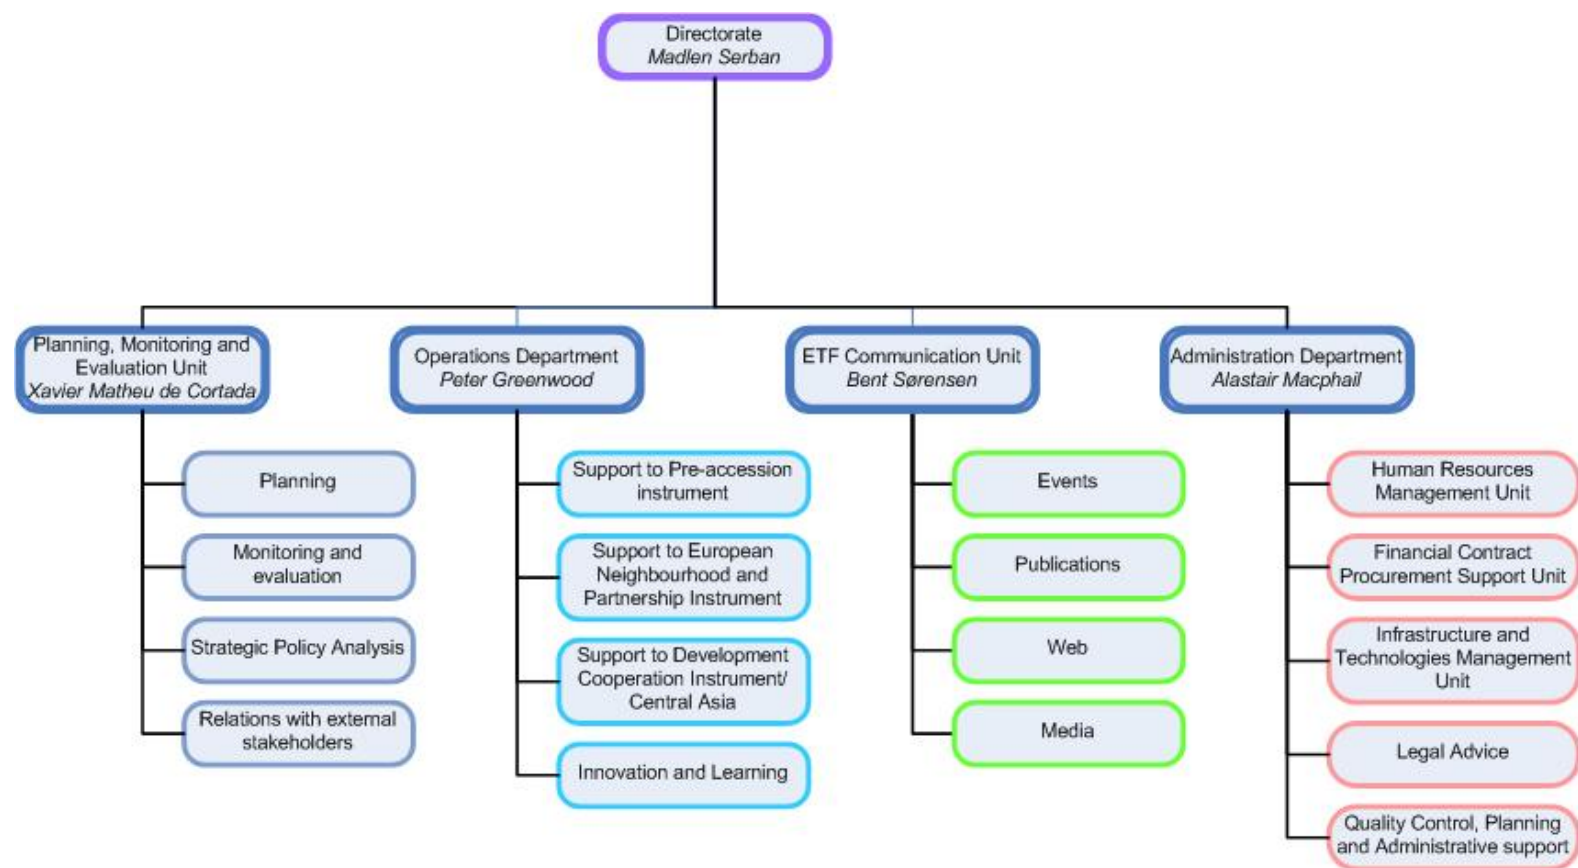 Directorate
Madlen Serban
Planning, Monitoring and
Evaluation Unit
Xavier Matheu de Cortada
Operations Department
Peter Greenwood
ETF Communication Unit
Bent Sørensen
Administration Department
Alastair Macphail
Planning
Monitoring and
evaluation
Strategic Policy Analysis
Relations with external
stakeholders
Support to Pre-accession
instrument
Support to European
Neighbourhood and
Partnership Instrument
Support to Development
Cooperation Instrument/
Central Asia
Innovation and Learning
Events
Publications
Web
Media
Human Resources
Management Unit
Financial Contract
Procurement Support Unit
Infrastructure and
Technologies Management
Unit
Legal Advice
Quality Control, Planning
and Administrative support